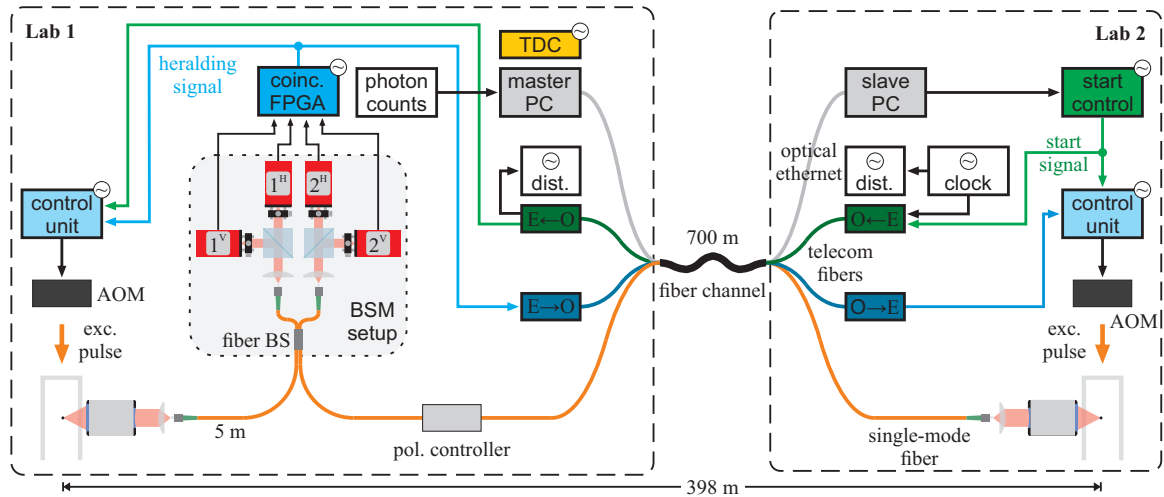 Lab 1
heralding
signal
coinc.
FPGA
~
photon
counts
TDC
~
master
PC
~
dist.
E←O
E→O
control
unit
~
AOM
exc.
pulse
1ᴴ
2ᴴ
1ⱽ
2ⱽ
BSM
setup
fiber BS
5 m
pol. controller
700 m
fiber channel
Lab 2
slave
PC
start
control
~
optical
ethernet
~
dist.
~
clock
start
signal
O←E
telecom
fibers
O→E
control
unit
~
AOM
exc.
pulse
single-mode
fiber
398 m